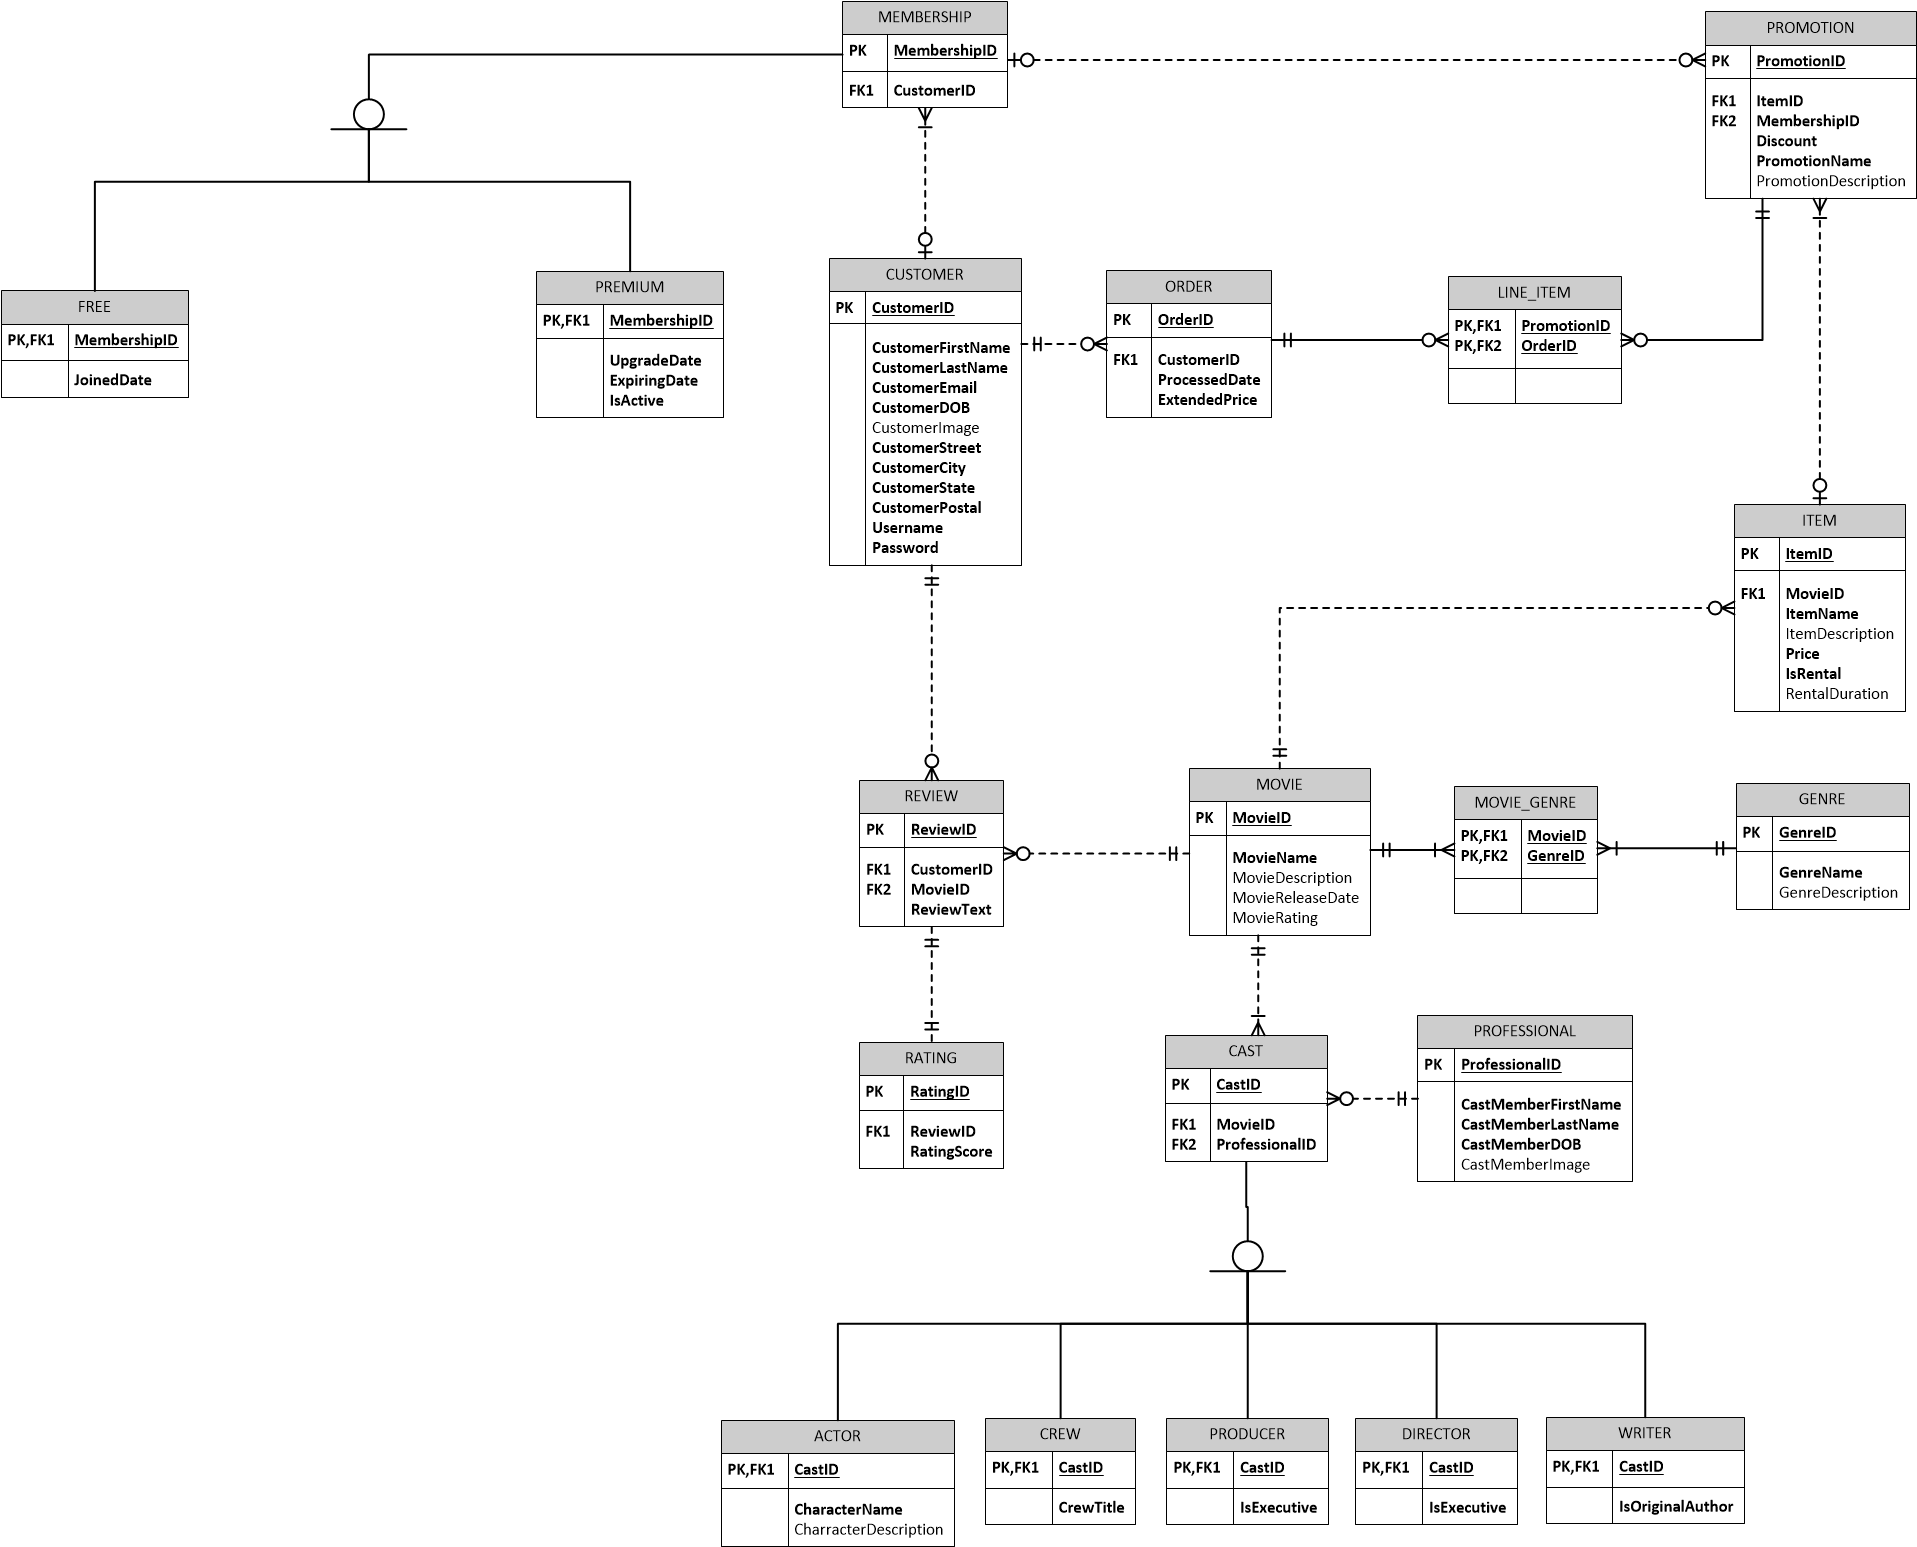 MEMBERSHIP
PK MembershipID
FK1 CustomerID
PROMOTION
PK PromotionID
FK1 ItemID
FK2 MembershipID
Discount
PromotionName
PromotionDescription
FREE
PK,FK1 MembershipID
JoinedDate
PREMIUM
PK,FK1 MembershipID
UpgradeDate
ExpiringDate
IsActive
CUSTOMER
PK CustomerID
CustomerFirstName
CustomerLastName
CustomerEmail
CustomerDOB
CustomerImage
CustomerStreet
CustomerCity
CustomerState
CustomerPostal
Username
Password
ORDER
PK OrderID
FK1 CustomerID
ProcessedDate
ExtendedPrice
LINE_ITEM
PK,FK1 PromotionID
PK,FK2 OrderID
ITEM
PK ItemID
FK1 MovieID
ItemName
ItemDescription
Price
IsRental
RentalDuration
REVIEW
PK ReviewID
FK1 CustomerID
FK2 MovieID
ReviewText
MOVIE
PK MovieID
MovieName
MovieDescription
MovieReleaseDate
MovieRating
MOVIE_GENRE
PK,FK1 MovieID
PK,FK2 GenreID
GENRE
PK GenreID
GenreName
GenreDescription
RATING
PK RatingID
FK1 ReviewID
RatingScore
CAST
PK CastID
FK1 MovieID
FK2 ProfessionalID
PROFESSIONAL
PK ProfessionalID
CastMemberFirstName
CastMemberLastName
CastMemberDOB
CastMemberImage
ACTOR
PK,FK1 CastID
CharacterName
CharracterDescription
CREW
PK,FK1 CastID
CrewTitle
PRODUCER
PK,FK1 CastID
IsExecutive
DIRECTOR
PK,FK1 CastID
IsExecutive
WRITER
PK,FK1 CastID
IsOriginalAuthor